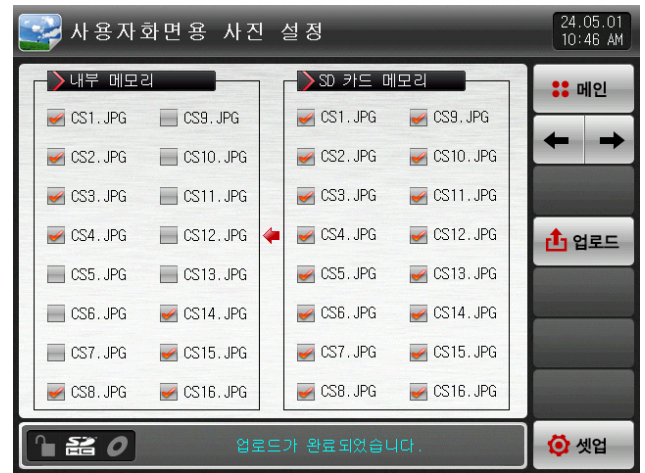 사용자화면용 사진 설정
24.05.01
10:46 AM
내부 메모리
CS1.JPG CS9.JPG
CS2.JPG CS10.JPG
CS3.JPG CS11.JPG
CS4.JPG CS12.JPG
CS5.JPG CS13.JPG
CS6.JPG CS14.JPG
CS7.JPG CS15.JPG
CS8.JPG CS16.JPG
SD 카드 메모리
CS1.JPG CS9.JPG
CS2.JPG CS10.JPG
CS3.JPG CS11.JPG
CS4.JPG CS12.JPG
CS5.JPG CS13.JPG
CS6.JPG CS14.JPG
CS7.JPG CS15.JPG
CS8.JPG CS16.JPG
메인
업로드
셋업
SD
HC
업로드가 완료되었습니다.